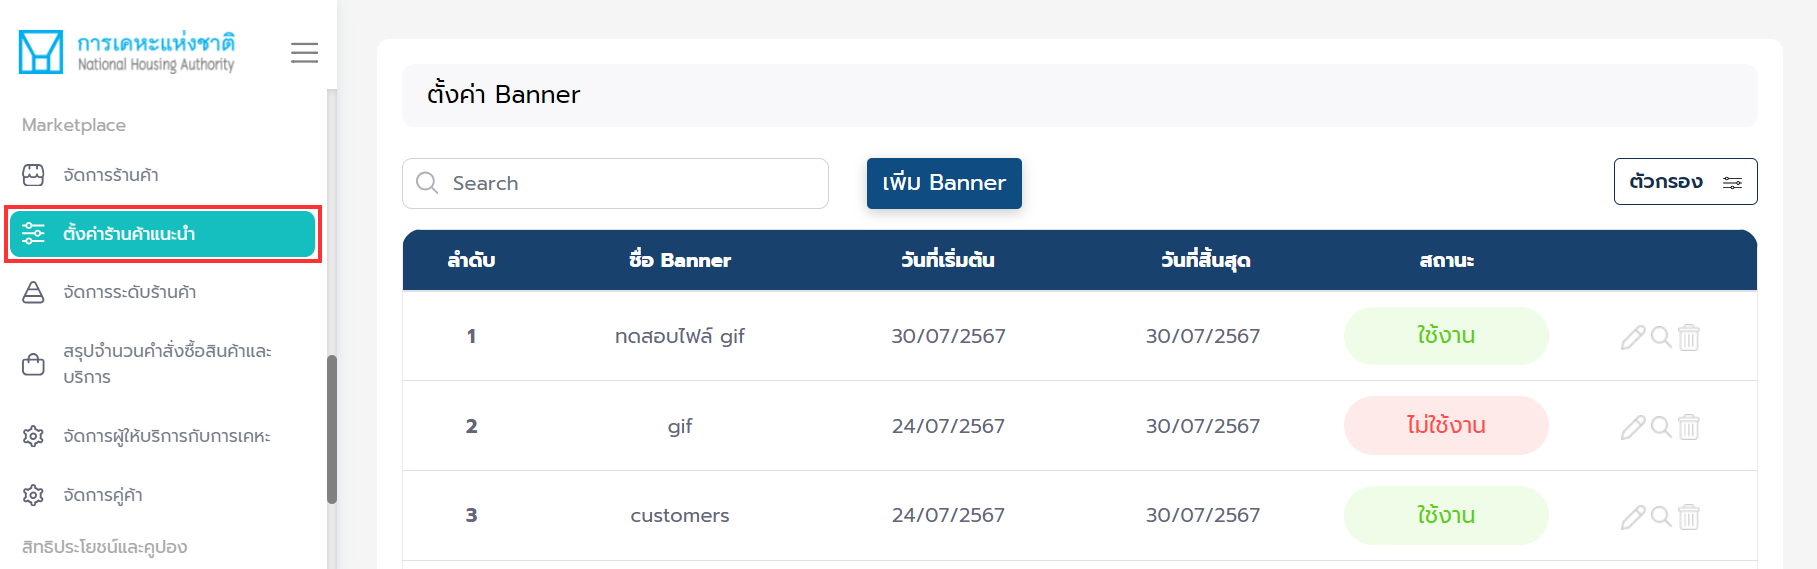 การเคหะแห่งชาติ
National Housing Authority
Marketplace
จัดการร้านค้า
ตั้งค่าร้านค้าแนะนำ
จัดการระดับร้านค้า
สรุปจำนวนคำสั่งซื้อสินค้าและ
บริการ
จัดการผู้ให้บริการกับการเคหะ
จัดการคู่ค้า
สิทธิประโยชน์และคูปอง
ตั้งค่า Banner
Search
เพิ่ม Banner
ตัวกรอง
ลำดับ ชื่อ Banner วันที่เริ่มต้น วันที่สิ้นสุด สถานะ
1 ทดสอบไฟล์ gif 30/07/2567 30/07/2567 ใช้งาน
2 gif 24/07/2567 30/07/2567 ไม่ใช้งาน
3 customers 24/07/2567 30/07/2567 ใช้งาน